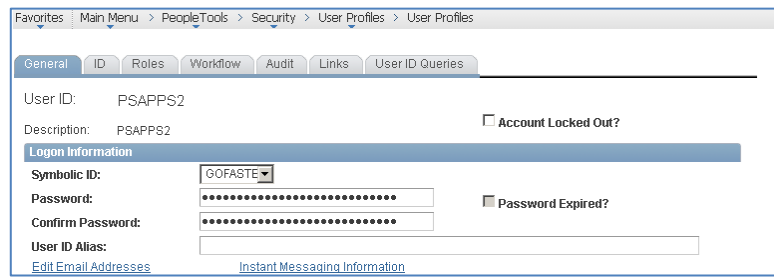 Favorites Main Menu > PeopleTools > Security > User Profiles > User Profiles
General ID Roles Workflow Audit Links User ID Queries
User ID: PSAPPS2
Account Locked Out?
Description: PSAPPS2
Logon Information
Symbolic ID: GOFASTE
Password: ••••••••••••••••••••••••••••
Password Expired?
Confirm Password: ••••••••••••••••••••••••••••
User ID Alias:
Edit Email Addresses Instant Messaging Information